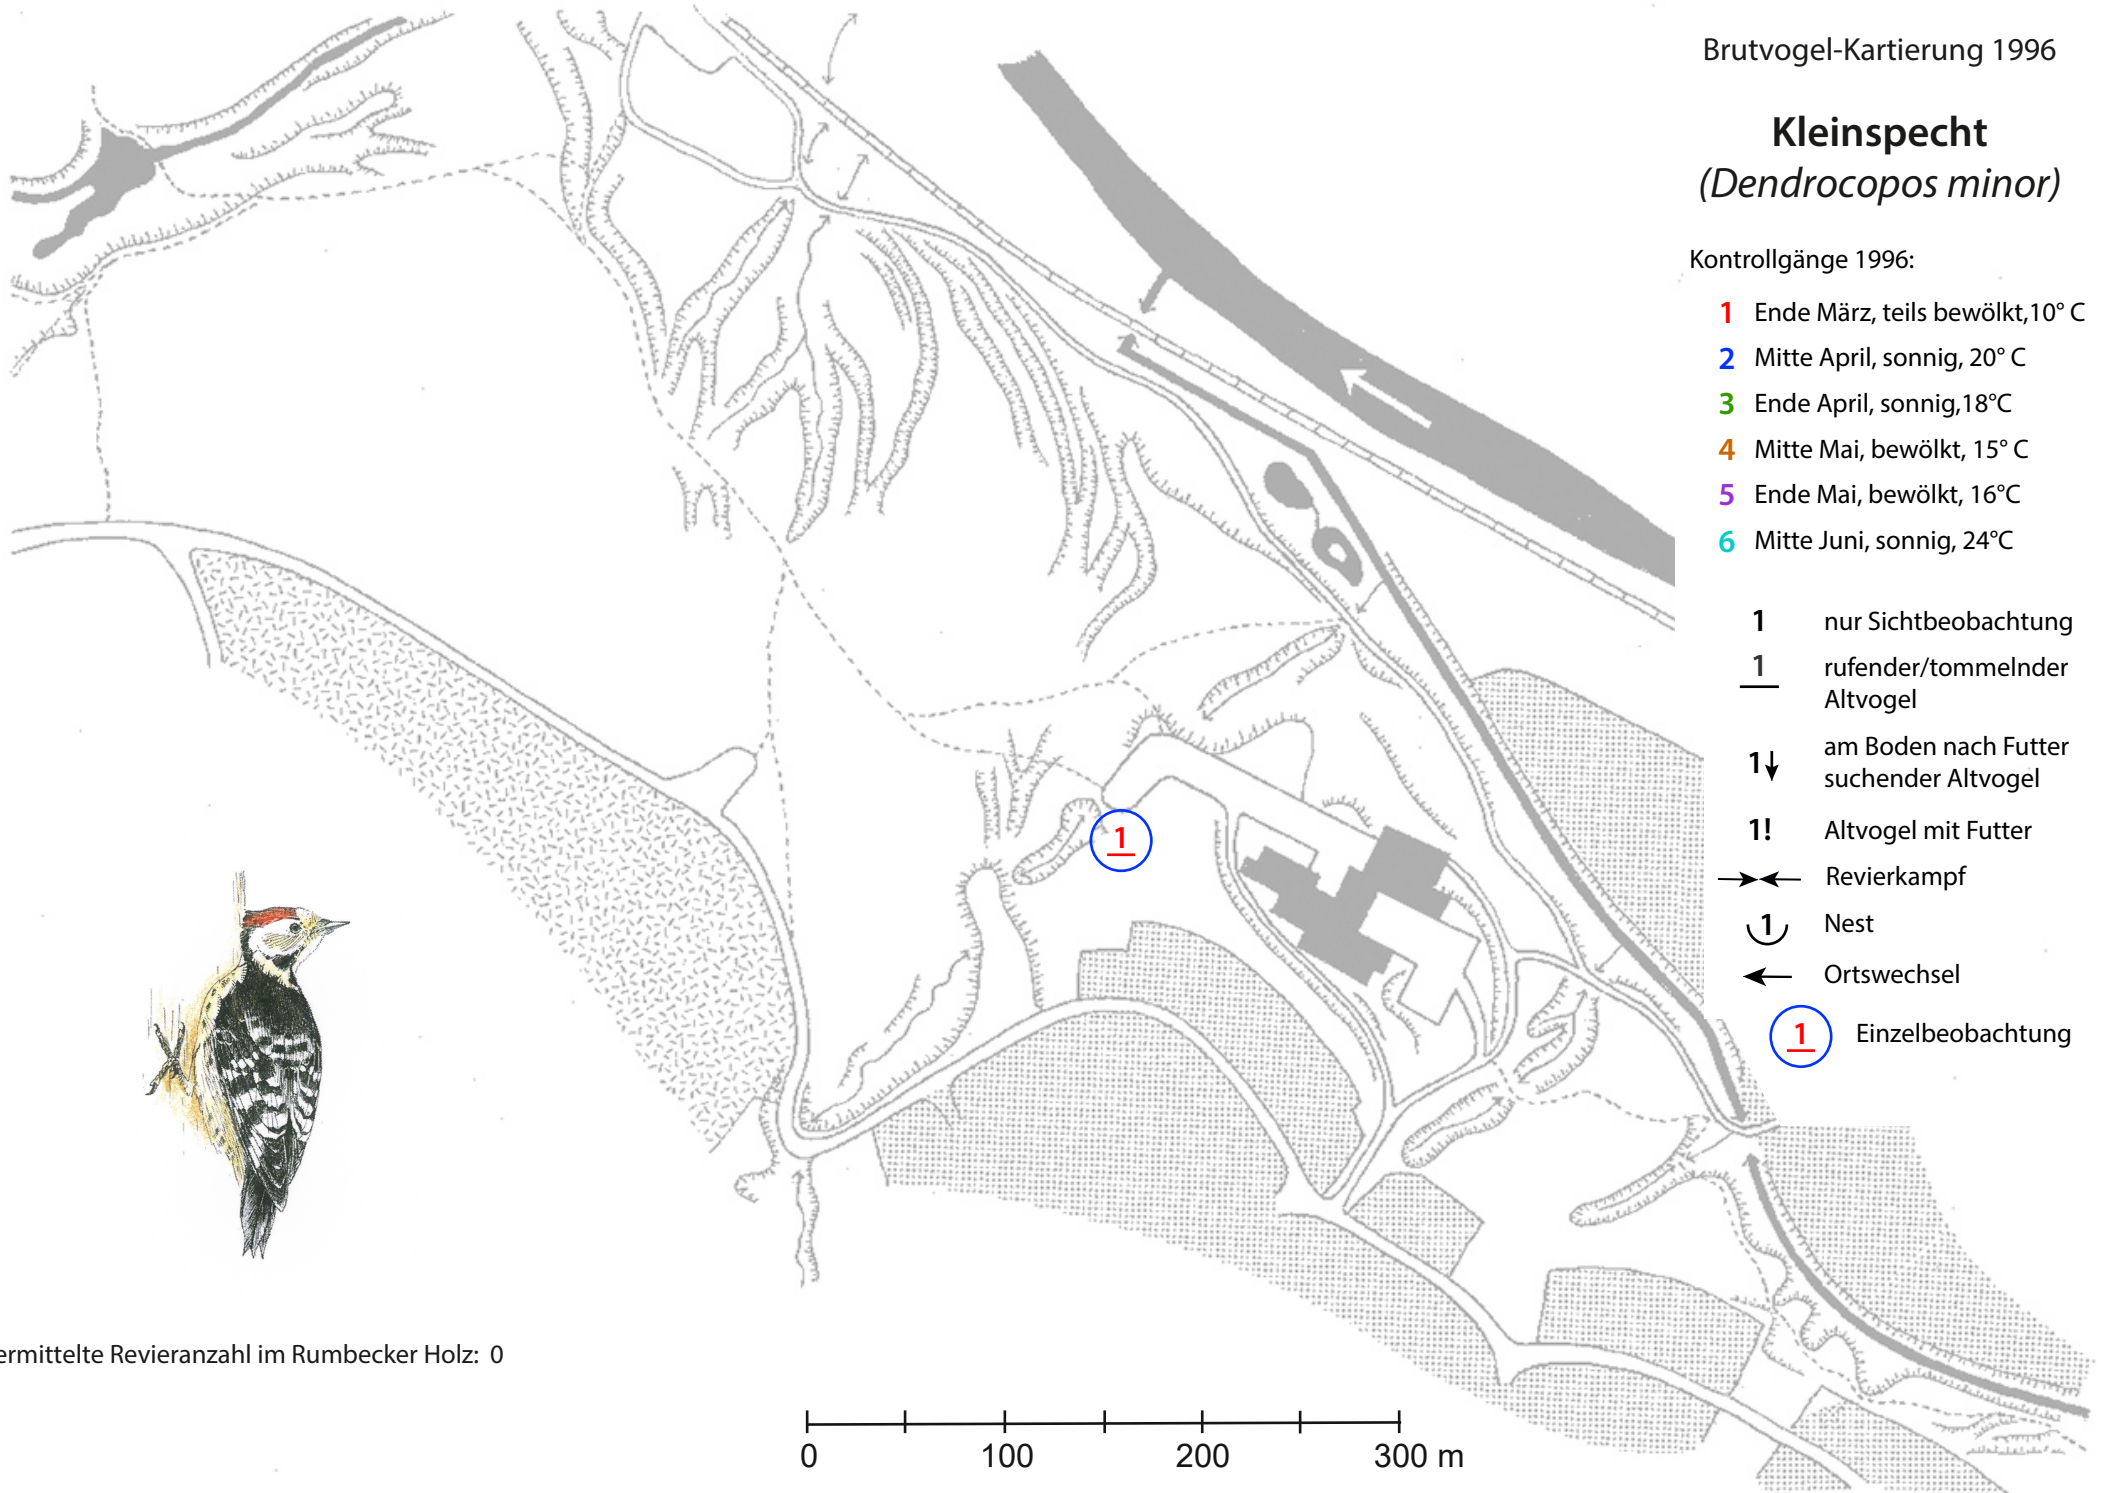 Brutvogel-Kartierung 1996
Kleinspecht
(Dendrocopos minor)
Kontrollgänge 1996:
1 Ende März, teils bewölkt,10° C
2 Mitte April, sonnig, 20° C
3 Ende April, sonnig,18°C
4 Mitte Mai, bewölkt, 15° C
5 Ende Mai, bewölkt, 16°C
6 Mitte Juni, sonnig, 24°C
1 nur Sichtbeobachtung
1 rufender/tommelnder
Altvogel
1 am Boden nach Futter
suchender Altvogel
1! Altvogel mit Futter
Revierkampf
1 Nest
Ortswechsel
1 Einzelbeobachtung
1
ermittelte Revieranzahl im Rumbecker Holz: 0
0 100 200 300 m